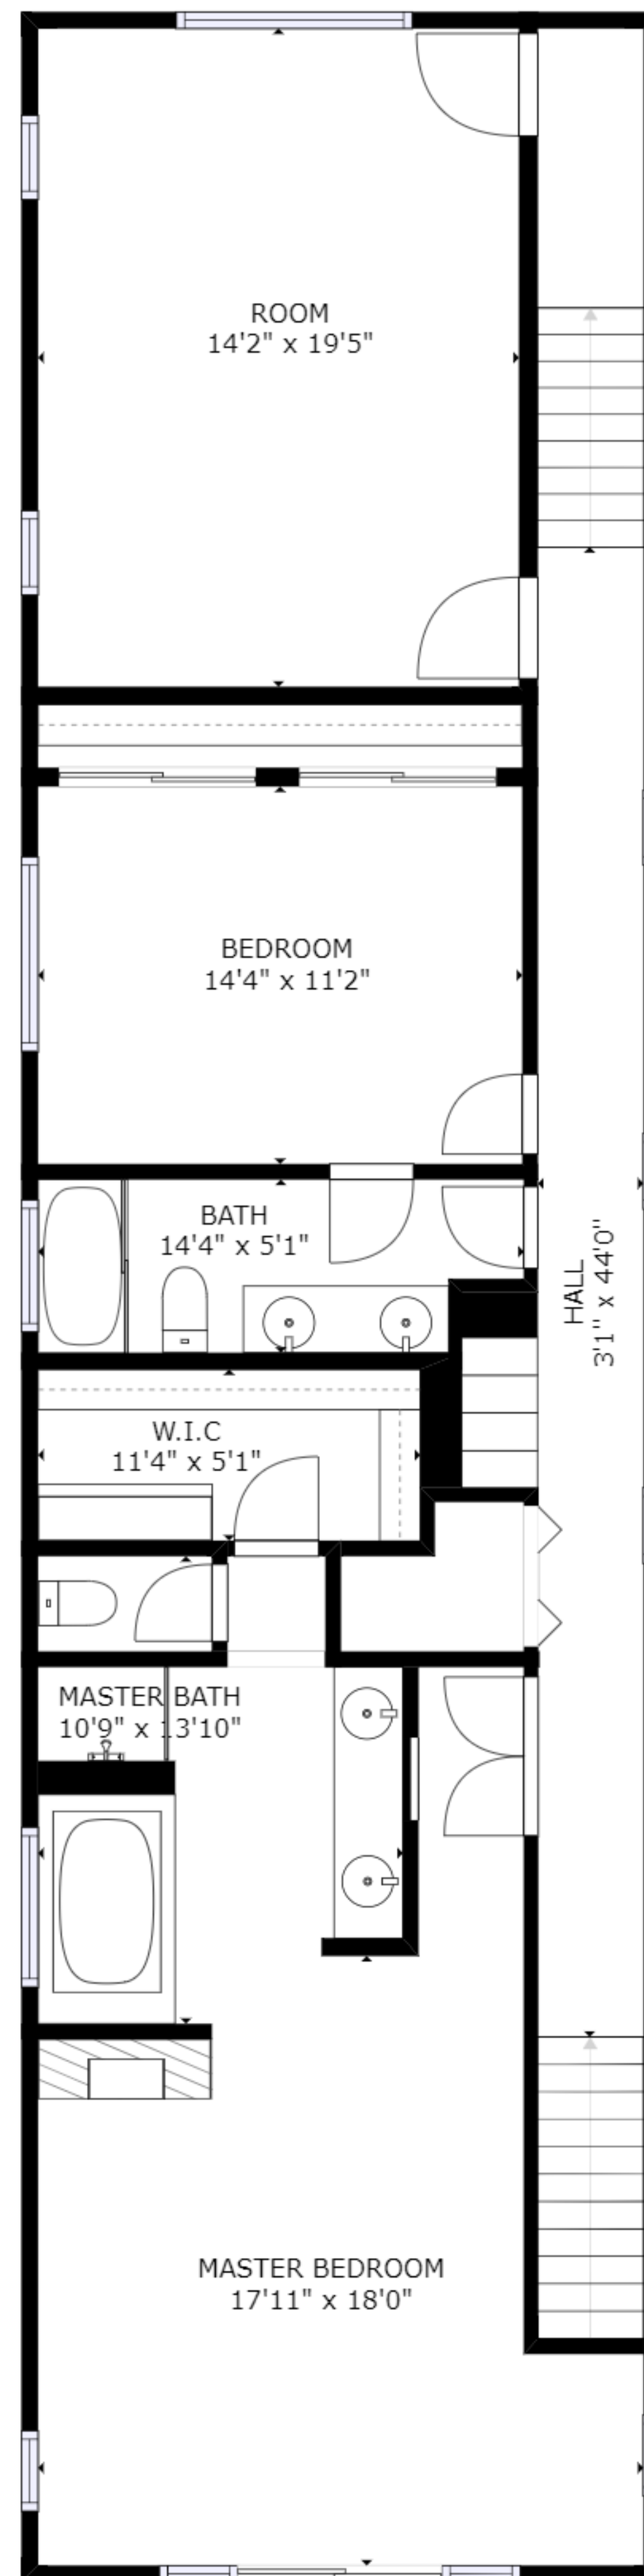 ROOM
14'2" x 19'5"
BEDROOM
14'4" x 11'2"
BATH
14'4" x 5'1"
HALL
3'1" x 44'0"
W.I.C
11'4" x 5'1"
MASTER BATH
10'9" x 13'10"
MASTER BEDROOM
17'11" x 18'0"